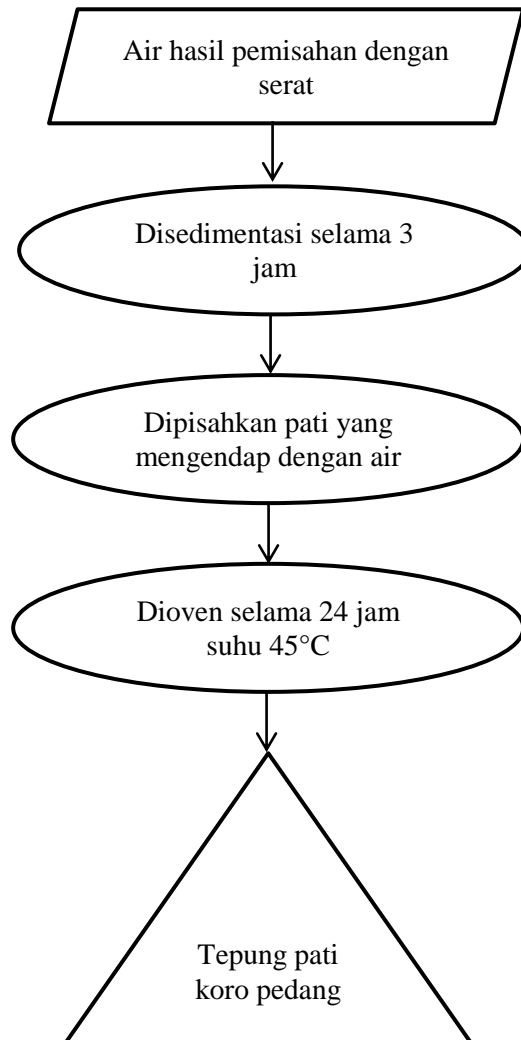 Air hasil pemisahan dengan
serat
Disedimentasi selama 3
jam
Dipisahkan pati yang
mengendap dengan air
Dioven selama 24 jam
suhu 45°C
Tepung pati
koro pedang